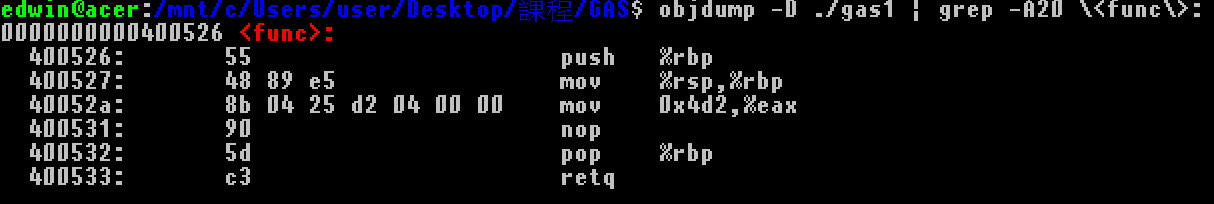 edwin@acer:/mnt/c/Users/user/Desktop/課程/GAS$ objdump -D ./gas1 | grep -A20 \<func\>:
0000000000400526 <func>:
400526: 55 push %rbp
400527: 48 89 e5 mov %rsp,%rbp
40052a: 8b 04 25 d2 04 00 00 mov 0x4d2,%eax
400531: 90 nop
400532: 5d pop %rbp
400533: c3 retq